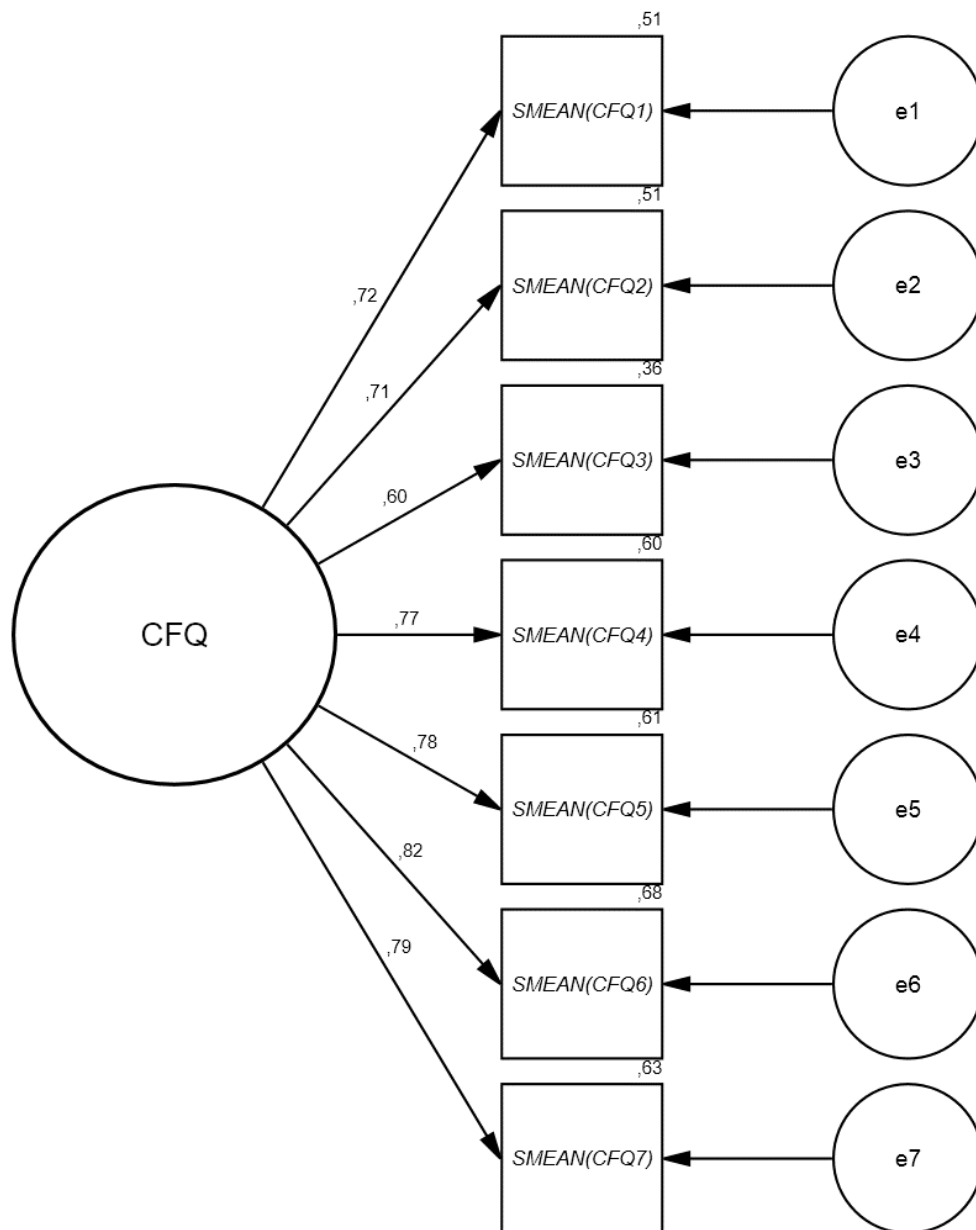 ,51
SMEAN(CFQ1)
e1
,72
,51
SMEAN(CFQ2)
e2
,71
,36
SMEAN(CFQ3)
e3
,60
,60
CFQ
,77
SMEAN(CFQ4)
e4
,61
,78
SMEAN(CFQ5)
e5
,82
,68
SMEAN(CFQ6)
e6
,79
,63
SMEAN(CFQ7)
e7